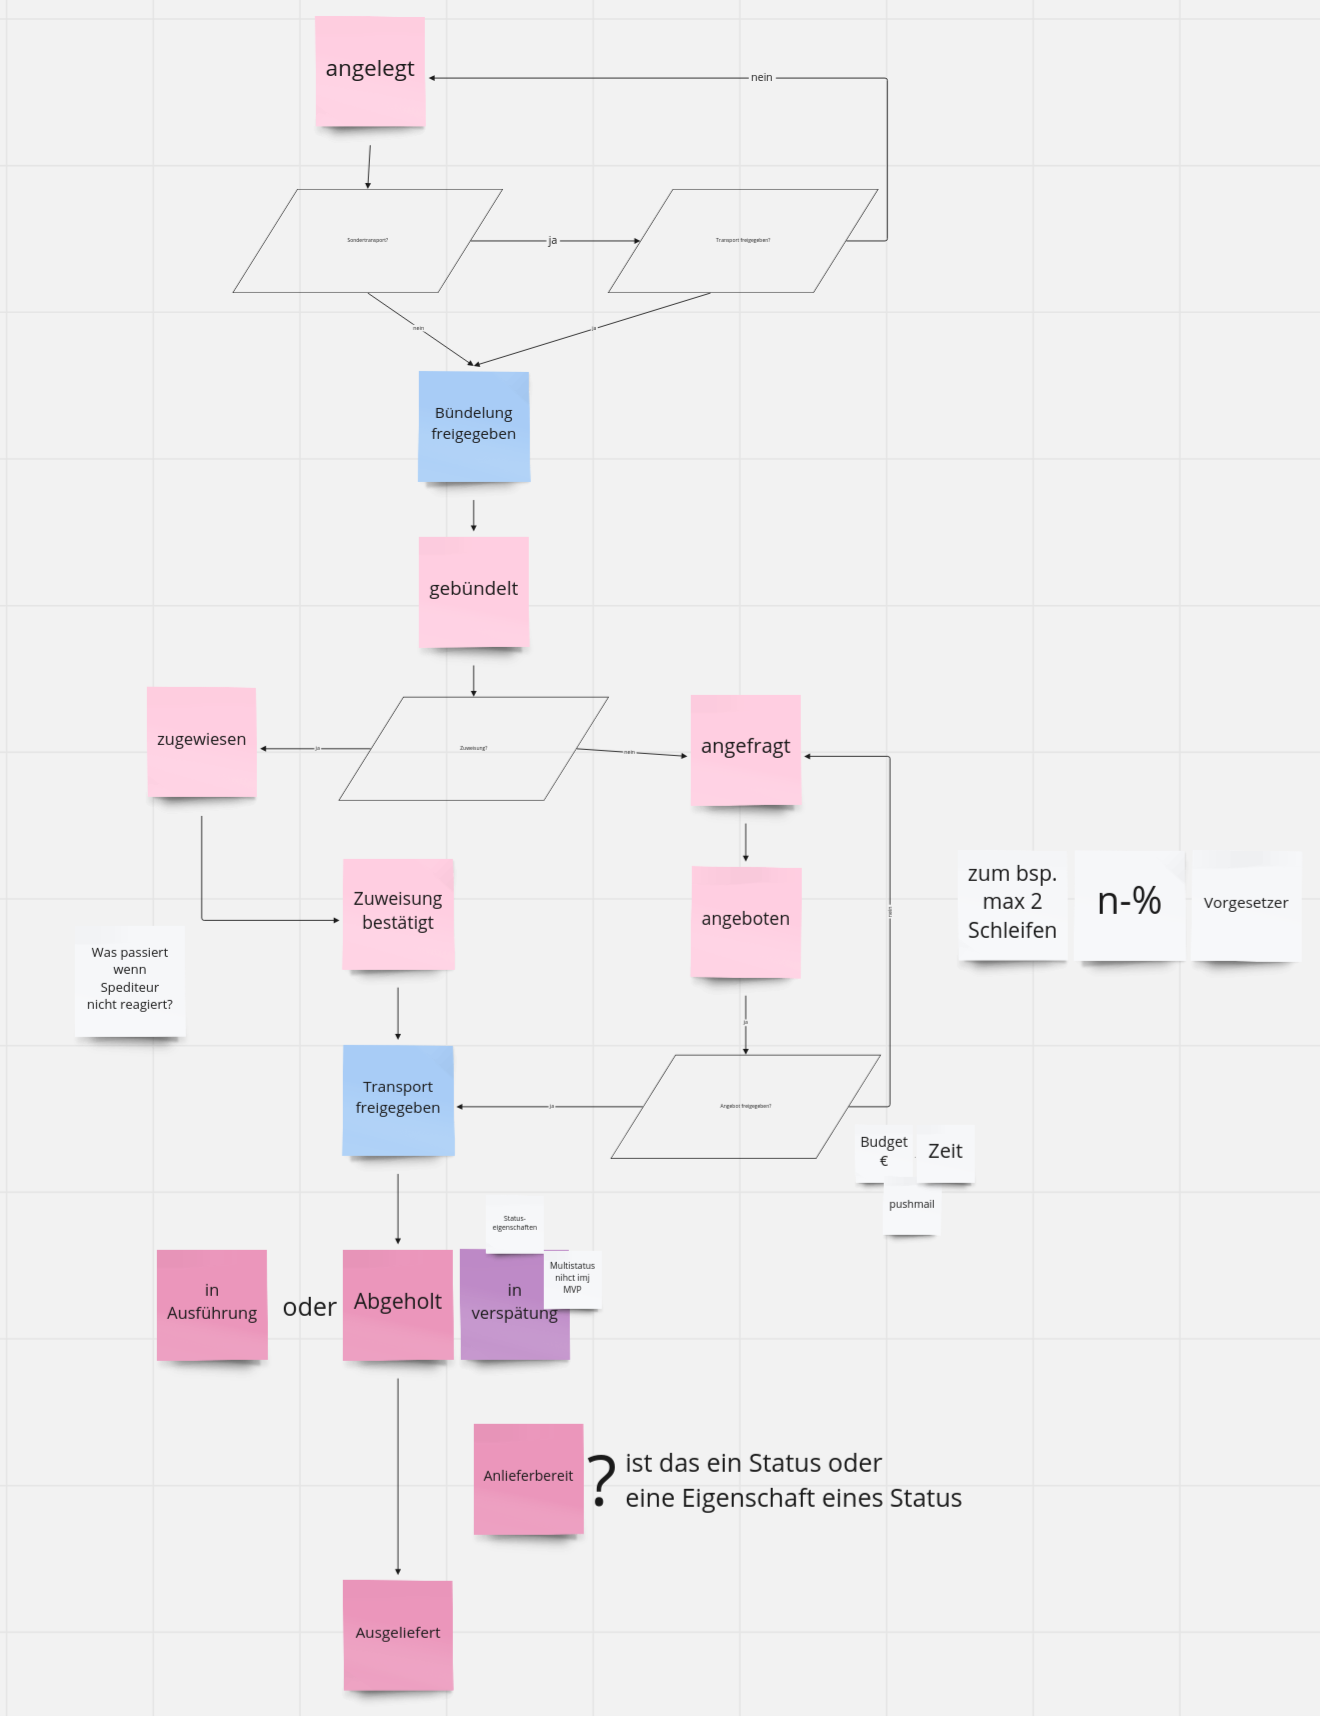 angelegt
nein
Sondertransport?
ja
Transport freigegeben?
nein
ja
Bündelung
freigegeben
gebündelt
zugewiesen
ja
Zuweisung?
nein
angefragt
Zuweisung
bestätigt
angeboten
zum bsp.
max 2
Schleifen
n-%
Vorgesetzer
Was passiert
wenn
Spediteur
nicht reagiert?
ja
nein
Transport
freigegeben
ja
Angebot freigegeben?
Budget
€
Zeit
pushmail
Status-
eigenschaften
Multistatus
nihct imj
MVP
in
Ausführung
oder
Abgeholt
in
verspätung
Anlieferbereit
?
ist das ein Status oder
eine Eigenschaft eines Status
Ausgeliefert